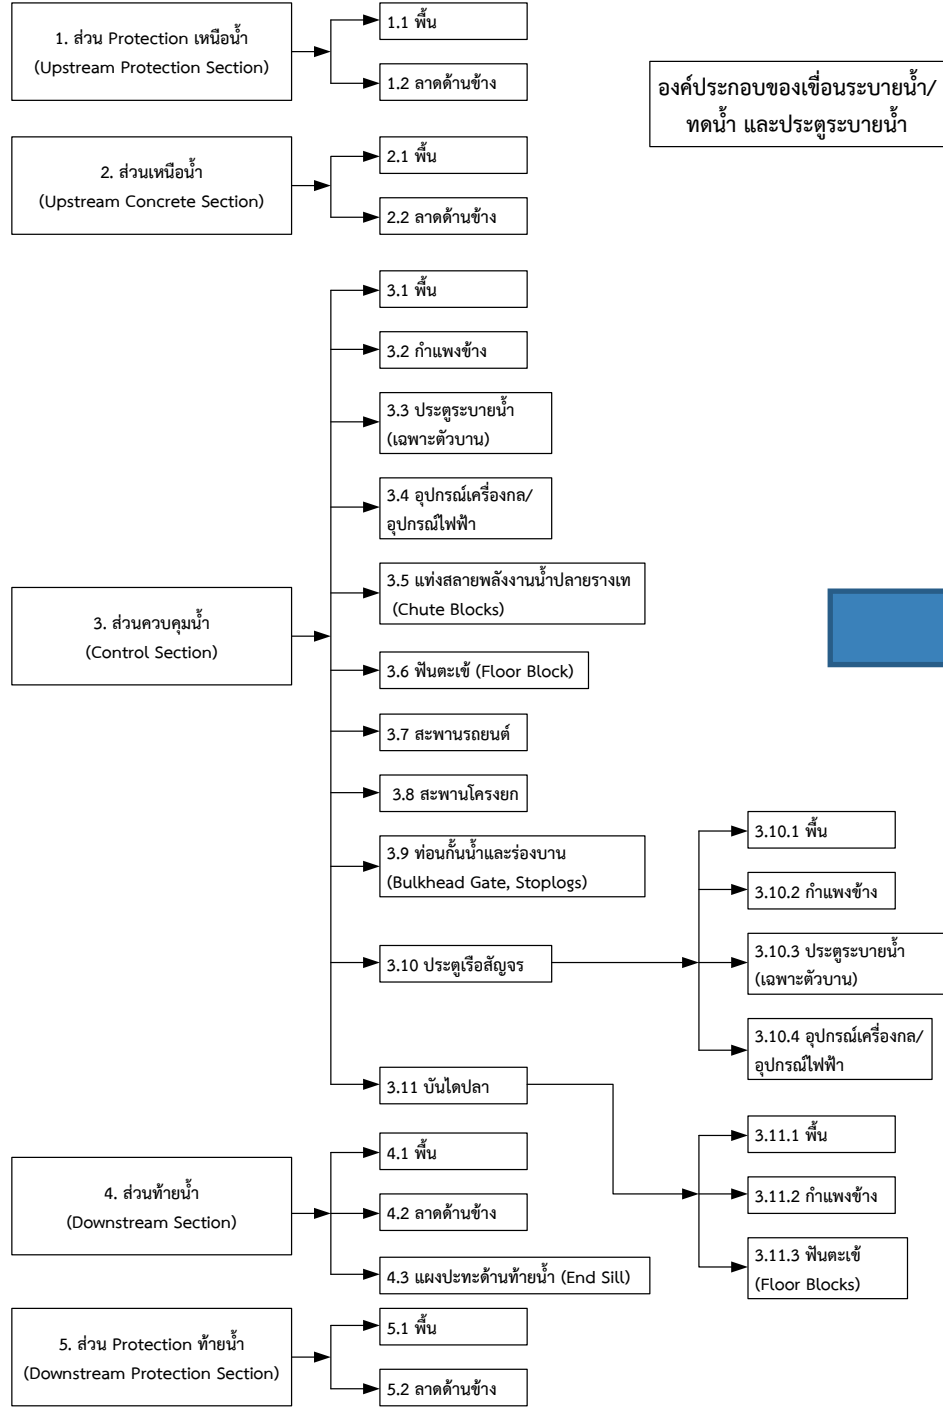 1. ส่วน Protection เหนือน้ำ
(Upstream Protection Section)
1.1 พื้น
1.2 ลาดด้านข้าง
องค์ประกอบของเขื่อนระบายน้ำ/
ทดน้ำ และประตูระบายน้ำ
2. ส่วนเหนือน้ำ
(Upstream Concrete Section)
2.1 พื้น
2.2 ลาดด้านข้าง
3. ส่วนควบคุมน้ำ
(Control Section)
3.1 พื้น
3.2 กำแพงข้าง
3.3 ประตูระบายน้ำ
(เฉพาะตัวบาน)
3.4 อุปกรณ์เครื่องกล/
อุปกรณ์ไฟฟ้า
3.5 แท่งสลายพลังงานน้ำปลายรางเท
(Chute Blocks)
3.6 ฟันตะเข้ (Floor Block)
3.7 สะพานรถยนต์
3.8 สะพานโครงยก
3.9 ท่อนกั้นน้ำและร่องบาน
(Bulkhead Gate, Stoplogs)
3.10 ประตูเรือสัญจร
3.10.1 พื้น
3.10.2 กำแพงข้าง
3.10.3 ประตูระบายน้ำ
(เฉพาะตัวบาน)
3.10.4 อุปกรณ์เครื่องกล/
อุปกรณ์ไฟฟ้า
3.11 บันไดปลา
3.11.1 พื้น
3.11.2 กำแพงข้าง
3.11.3 ฟันตะเข้
(Floor Blocks)
4. ส่วนท้ายน้ำ
(Downstream Section)
4.1 พื้น
4.2 ลาดด้านข้าง
4.3 แผงปะทะด้านท้ายน้ำ (End Sill)
5. ส่วน Protection ท้ายน้ำ
(Downstream Protection Section)
5.1 พื้น
5.2 ลาดด้านข้าง